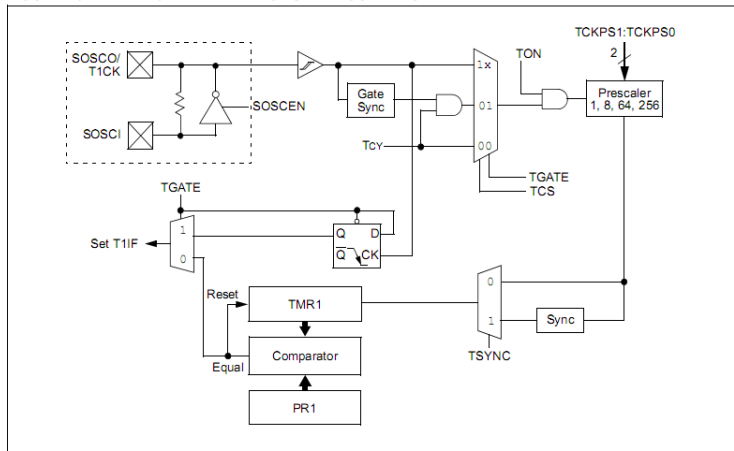 TCKPS1:TCKPS0
SOSCO/
T1CK
TON
2
1x
Gate
Sync
Prescaler
1, 8, 64, 256
SOSCEN
01
SOSCI
TCY
00
TGATE
TCS
TGATE
1
Q D
Set T1IF
Q CK
0
0
Reset
TMR1
1
Sync
Equal
Comparator
TSYNC
PR1